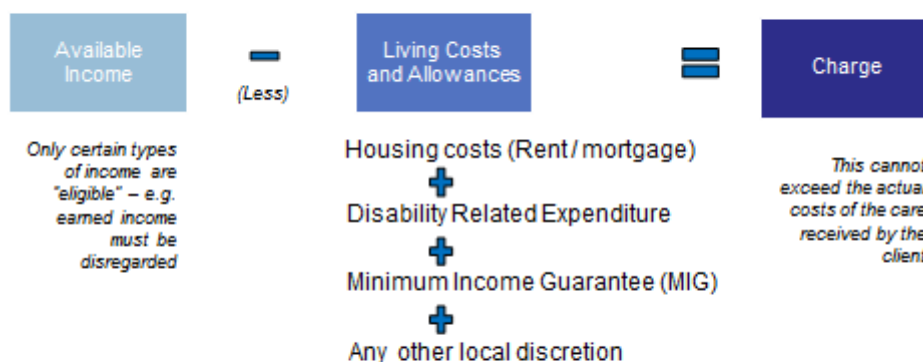 Available
Income
(Less)
Living Costs
and Allowances
Charge
Only certain types
of income are
"eligible" – e.g.
earned income
must be
disregarded
Housing costs (Rent / mortgage)
Disability Related Expenditure
Minimum Income Guarantee (MIG)
Any other local discretion
This cannot
exceed the actual
costs of the care
received by the
client